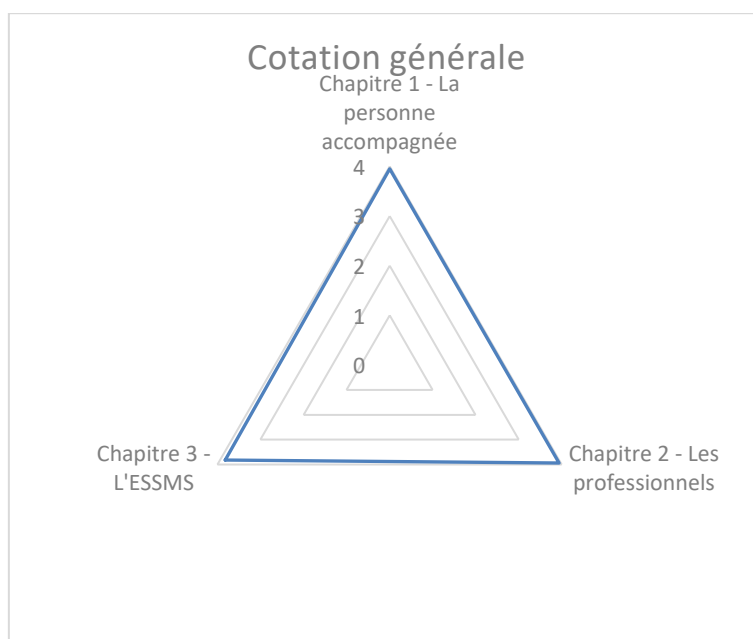 Cotation générale
Chapitre 1 - La
personne
accompagnée
4
3
2
1
0
Chapitre 3 -
L'ESSMS
Chapitre 2 - Les
professionnels